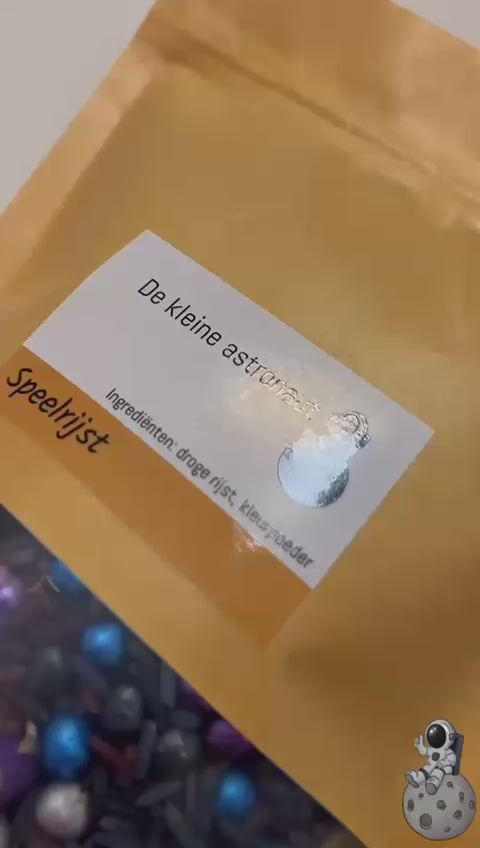 De kleine astronaut
Ingrediënten: droge rijst, kleurpoeder
Speelrijst